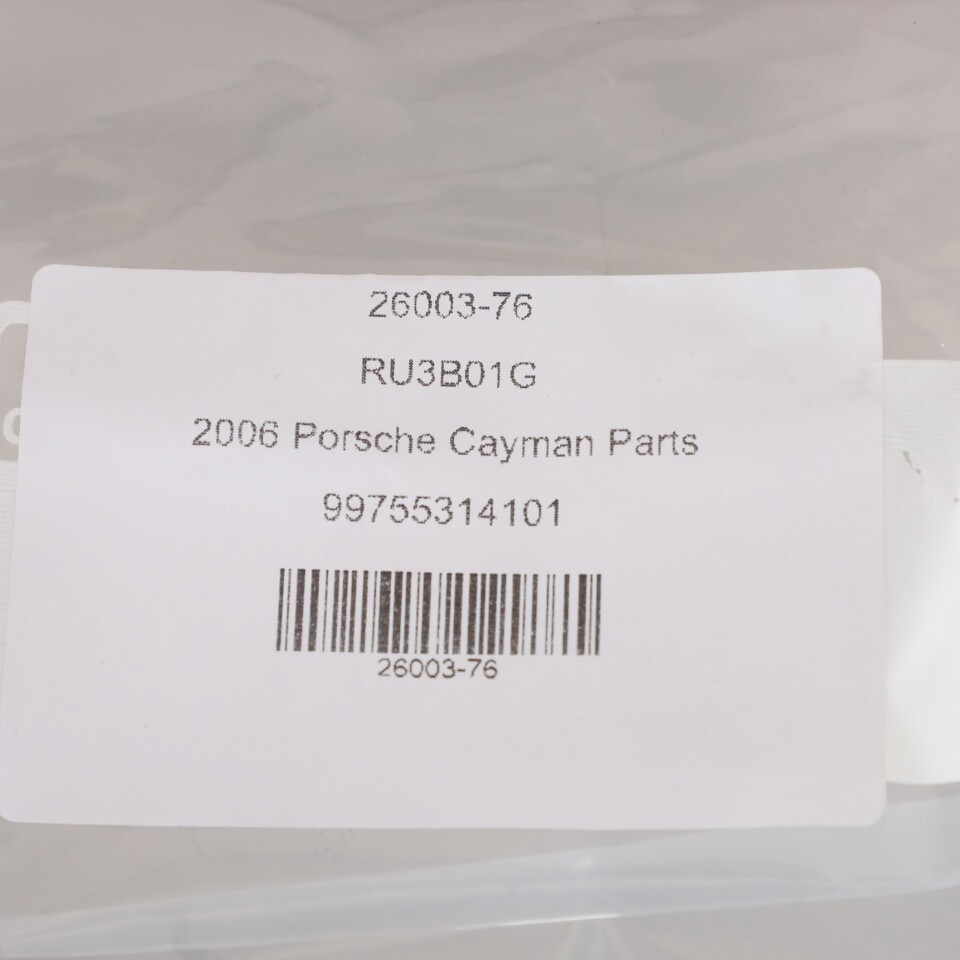 26003-76
RU3B01G
2006 Porsche Cayman Parts
99755314101
26003-76